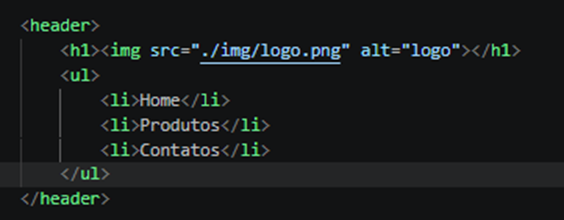 <header>
<h1><img src="./img/logo.png" alt="logo"></h1>
<ul>
<li>Home</li>
<li>Produtos</li>
<li>Contatos</li>
</ul>
</header>